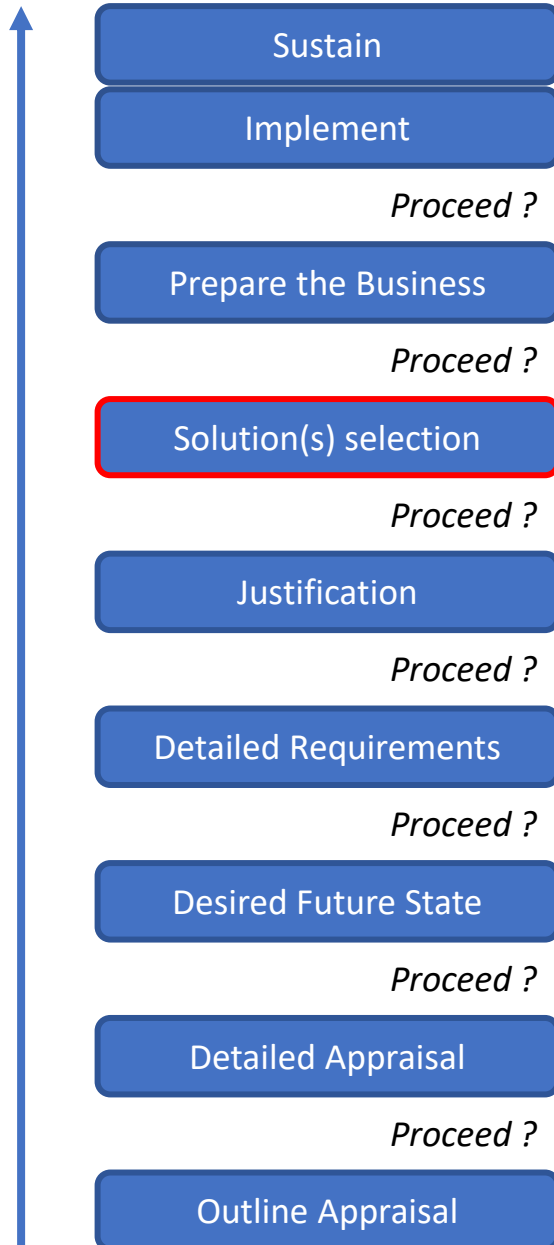 Sustain
Implement
Proceed ?
Prepare the Business
Proceed ?
Solution(s) selection
Proceed ?
Justification
Proceed ?
Detailed Requirements
Proceed ?
Desired Future State
Proceed ?
Detailed Appraisal
Proceed ?
Outline Appraisal